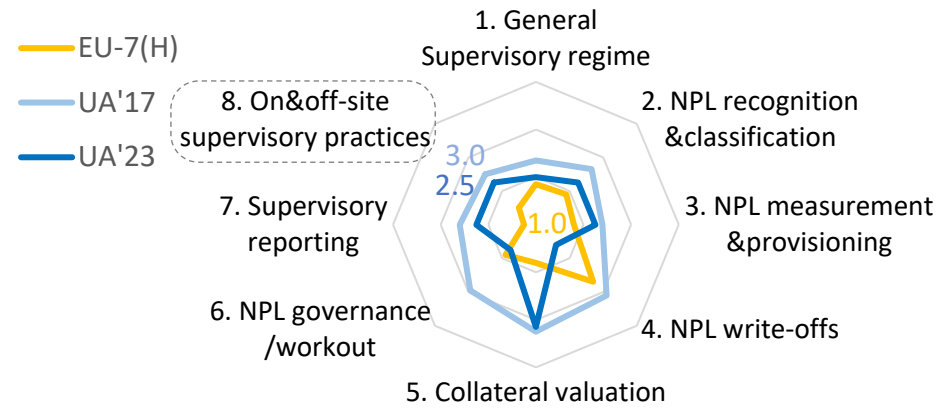 EU-7(H)
UA'17
UA'23
1. General
Supervisory regime
2. NPL recognition
&classification
3. NPL measurement
&provisioning
4. NPL write-offs
5. Collateral valuation
6. NPL governance
/workout
7. Supervisory
reporting
8. On&off-site
supervisory practices
3.0
2.5
1.0